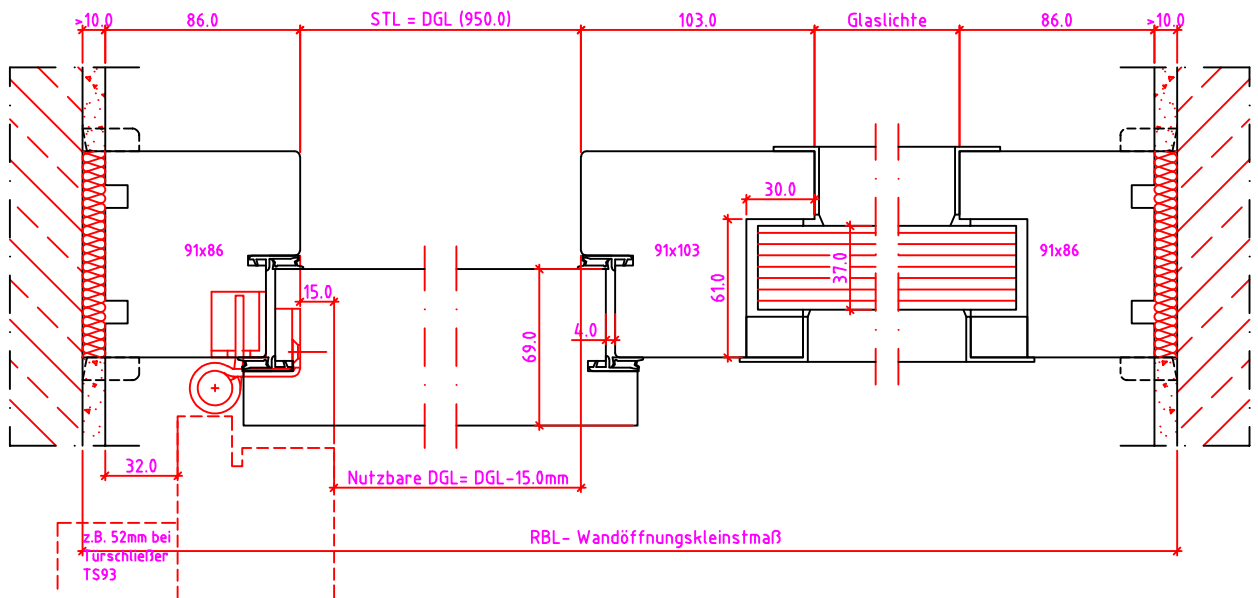 >10.0
86.0
STL = DGL (950.0)
103.0
Glaslichte
86.0
>10.0
30.0
91x86
91x103
91x86
15.0
61.0
37.0
4.0
69.0
32.0
Nutzbare DGL= DGL-15.0mm
RBL- Wandöffnungskleinstmaß
z.B. 52mm bei
Türschließer
TS93